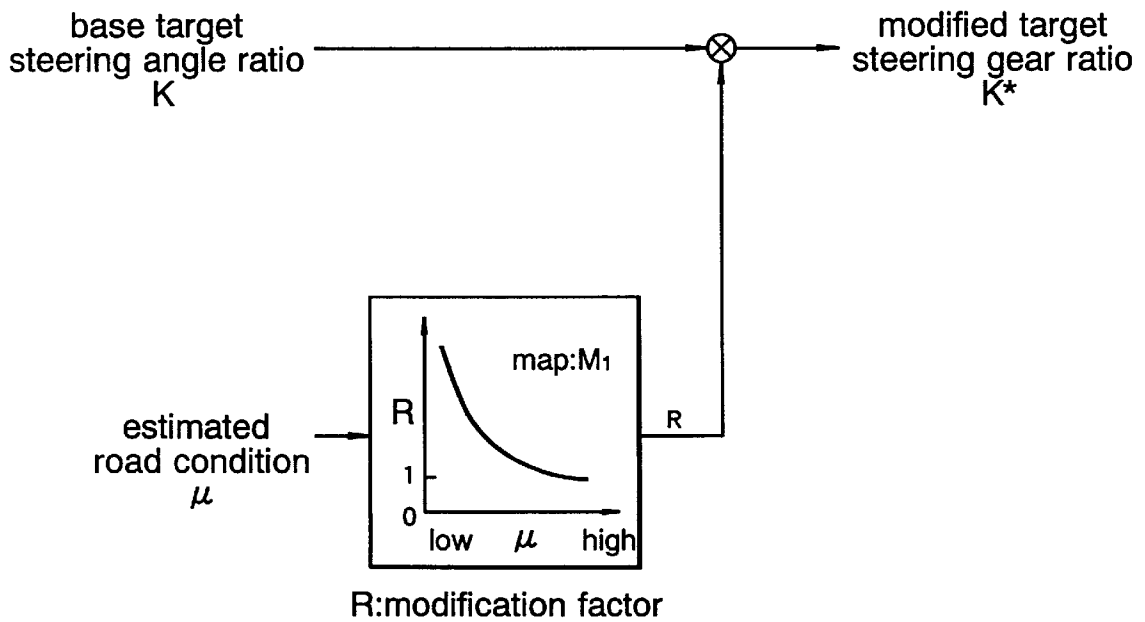 base target
steering angle ratio
K
modified target
steering gear ratio
K*
estimated
road condition
μ
map:M1
R
1
0
low μ high
R
R:modification factor